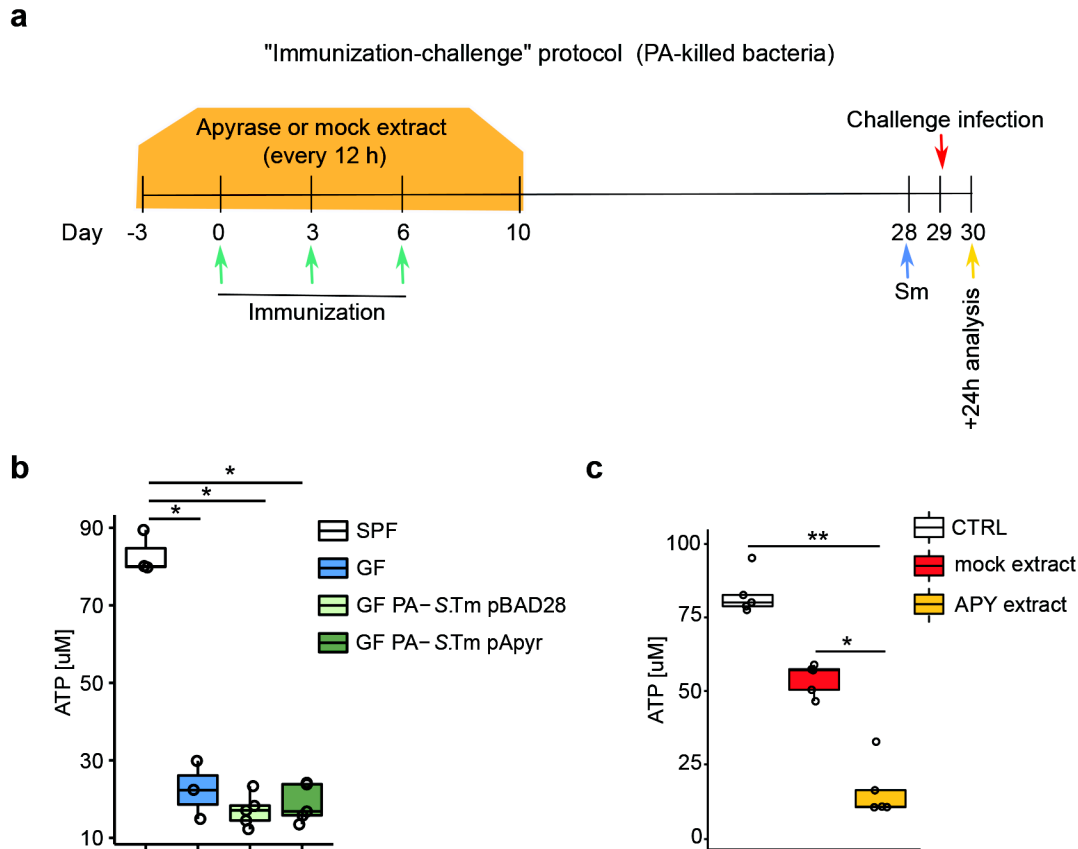 a
"Immunization-challenge" protocol (PA-killed bacteria)
Apyrase or mock extract
(every 12 h)
Challenge infection
Day -3 0 3 6 10 28 29 30
Immunization
Sm
+24h analysis
b
* 
*
*
90
70
50
30
10
ATP [uM]
SPF
GF
GF PA-S.Tm pBAD28
GF PA-S.Tm pApyr
c
**
*
100
75
50
25
0
ATP [uM]
CTRL
mock extract
APY extract